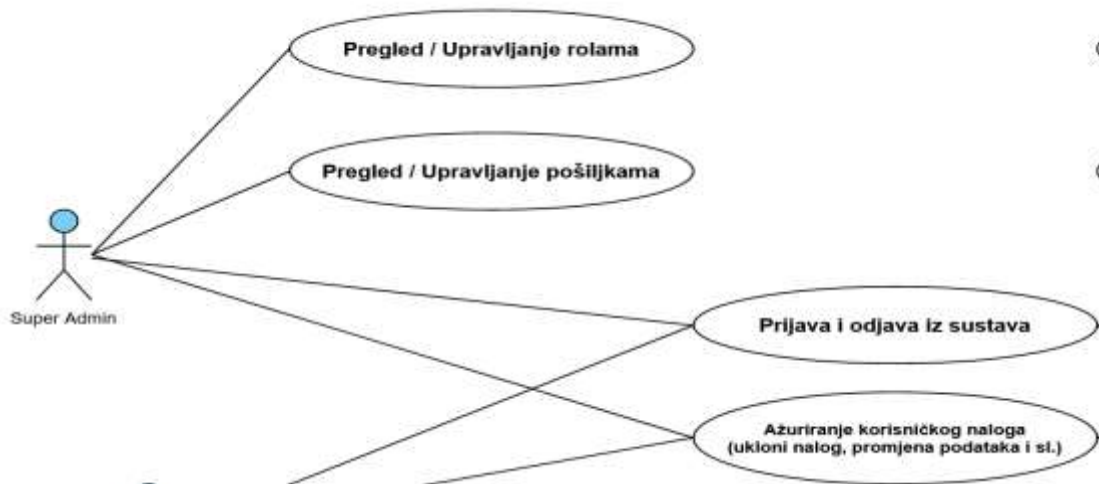 Pregled / Upravljanje rolama
Pregled / Upravljanje pošiljkama
Super Admin
Prijava i odjava iz sustava
Ažuriranje korisničkog naloga
(ukloni nalog, promjena podataka i sl.)